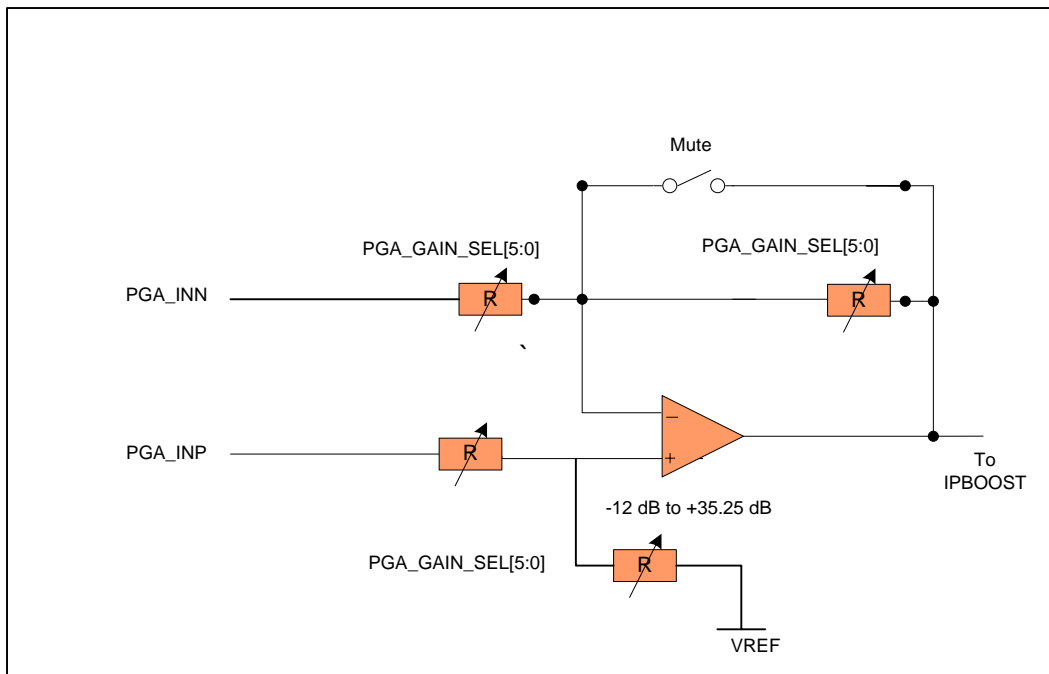 Mute
PGA_GAIN_SEL[5:0]
PGA_GAIN_SEL[5:0]
PGA_INN
R
R
`
PGA_INP
R
−
+
To
IPBOOST
-12 dB to +35.25 dB
PGA_GAIN_SEL[5:0]
R
VREF